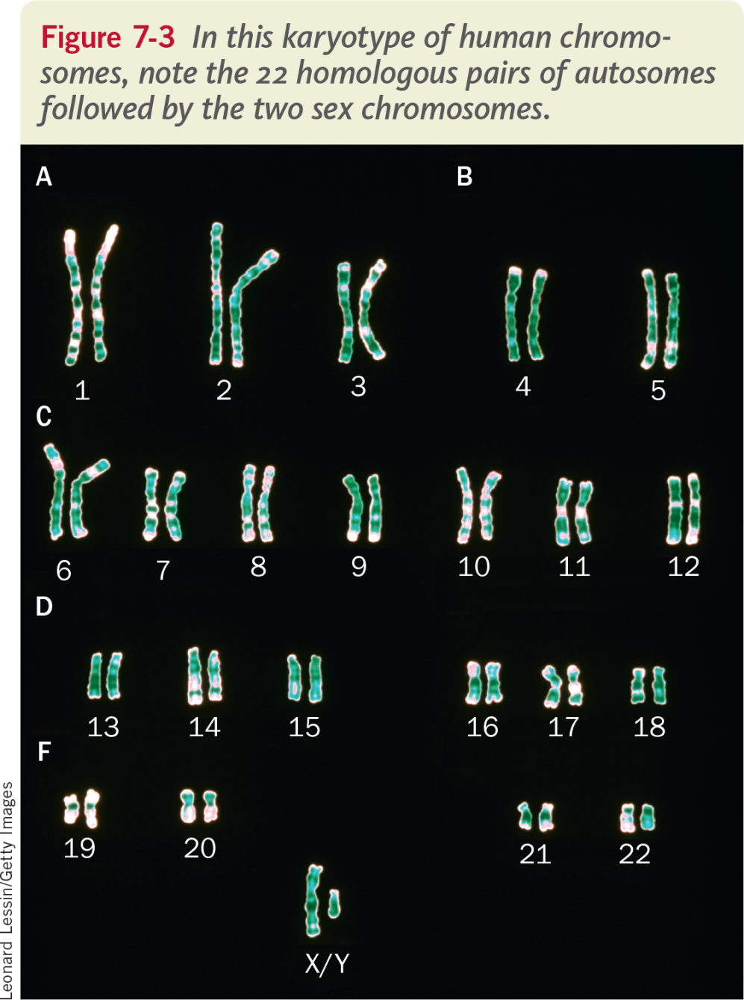 Figure 7-3 In this karyotype of human chromo-
somes, note the 22 homologous pairs of autosomes
followed by the two sex chromosomes.
A B
1 2 3 4 5
C
6 7 8 9 10 11 12
D
13 14 15 16 17 18
F
19 20 21 22
X/Y
Leonard Lessin/Getty Images